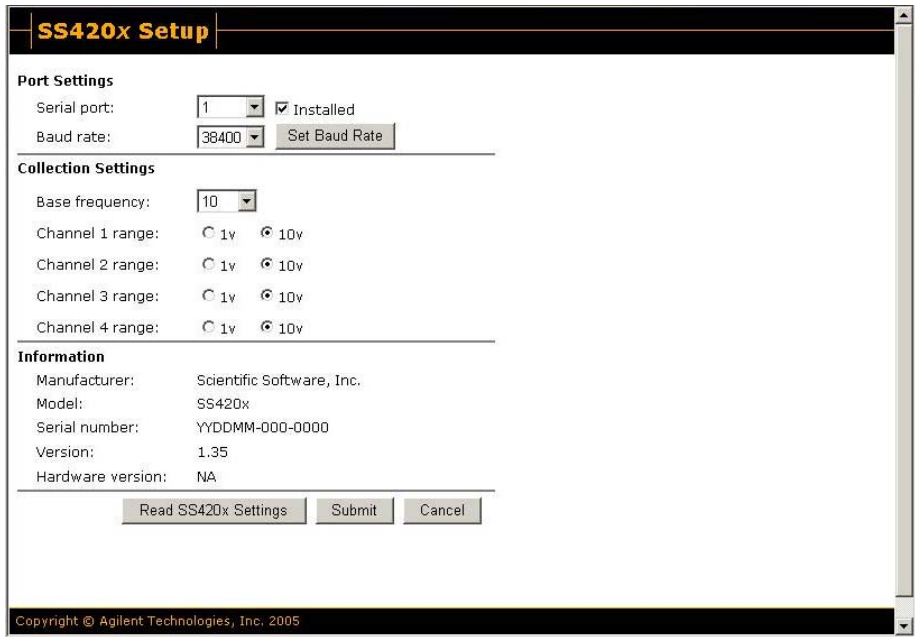 SS420x Setup
Port Settings
Serial port: 1 Installed
Baud rate: 38400 Set Baud Rate
Collection Settings
Base frequency: 10
Channel 1 range: 1v 10v
Channel 2 range: 1v 10v
Channel 3 range: 1v 10v
Channel 4 range: 1v 10v
Information
Manufacturer: Scientific Software, Inc.
Model: SS420x
Serial number: YYDDMM-000-0000
Version: 1.35
Hardware version: NA
Read SS420x Settings Submit Cancel
Copyright © Agilent Technologies, Inc. 2005